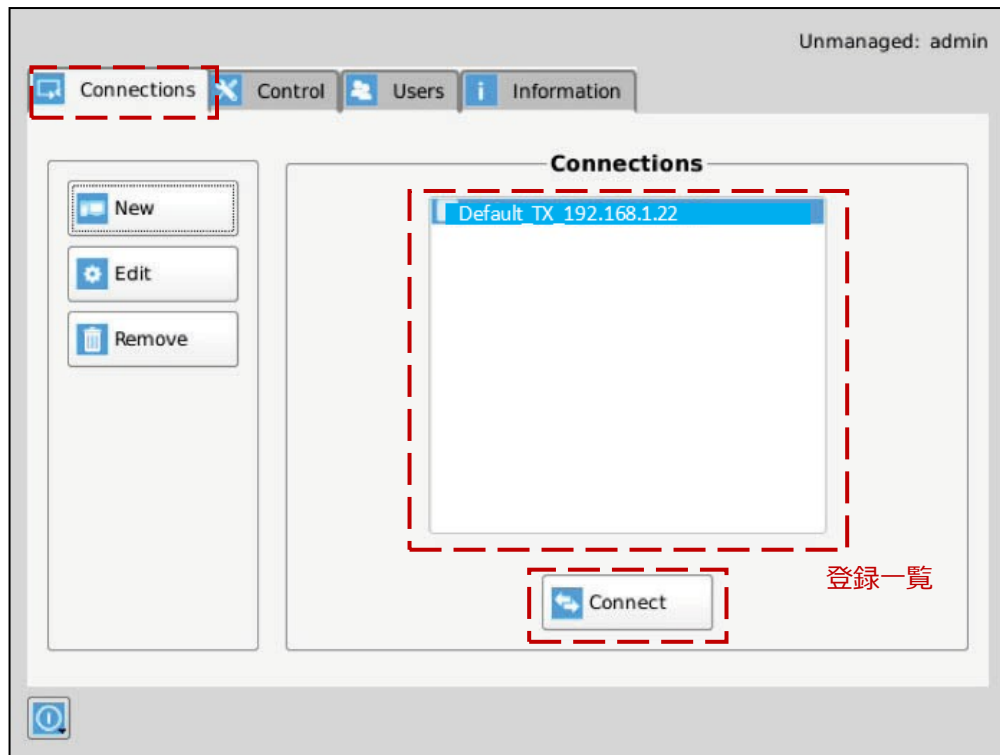 Unmanaged: admin
Connections
Control
Users
Information
New
Edit
Remove
Connections
Default_TX_192.168.1.22
登録一覧
Connect